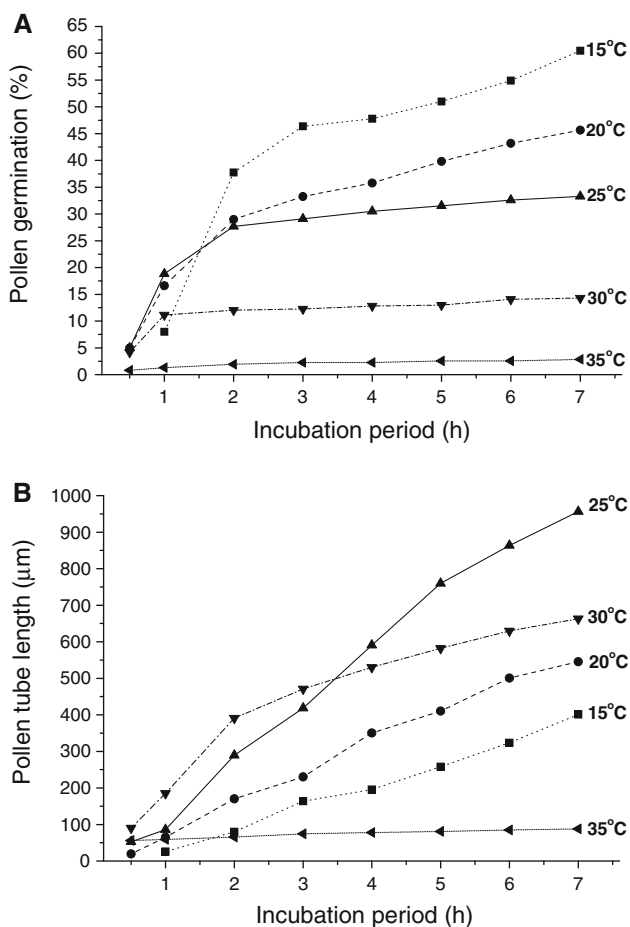 A
Pollen germination (%)
65
60
55
50
45
40
35
30
25
20
15
10
5
0
15°C
20°C
25°C
30°C
35°C
1 2 3 4 5 6 7
Incubation period (h)
B
Pollen tube length (μm)
1000
900
800
700
600
500
400
300
200
100
0
25°C
30°C
20°C
15°C
35°C
1 2 3 4 5 6 7
Incubation period (h)